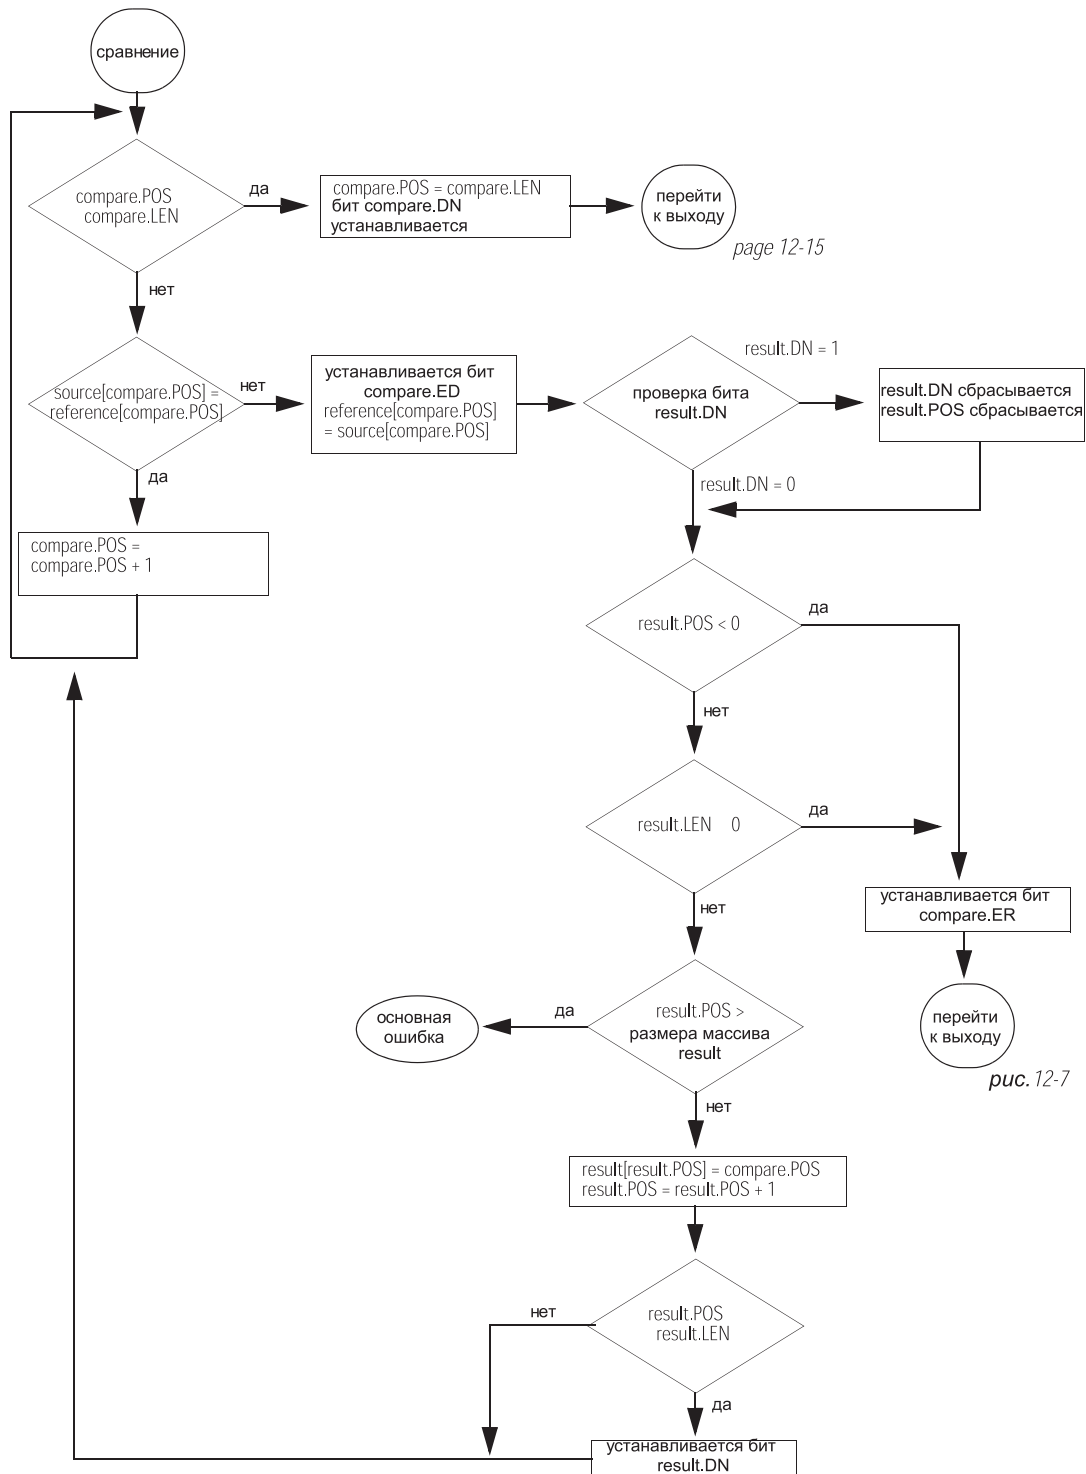 сравнение
compare.POS
compare.LEN
да
compare.POS = compare.LEN
бит compare.DN
устанавливается
перейти
к выходу
page 12-15
нет
source[compare.POS] =
reference[compare.POS]
нет
устанавливается бит
compare.ED
reference[compare.POS]
= source[compare.POS]
проверка бита
result.DN
result.DN = 1
result.DN сбрасывается
result.POS сбрасывается
да
result.DN = 0
compare.POS =
compare.POS + 1
result.POS < 0
да
нет
result.LEN 0
да
нет
устанавливается бит
compare.ER
перейти
к выходу
рис. 12-7
result.POS >
размера массива
result
да
основная
ошибка
нет
result[result.POS] = compare.POS
result.POS = result.POS + 1
result.POS
result.LEN
нет
да
устанавливается бит
result.DN